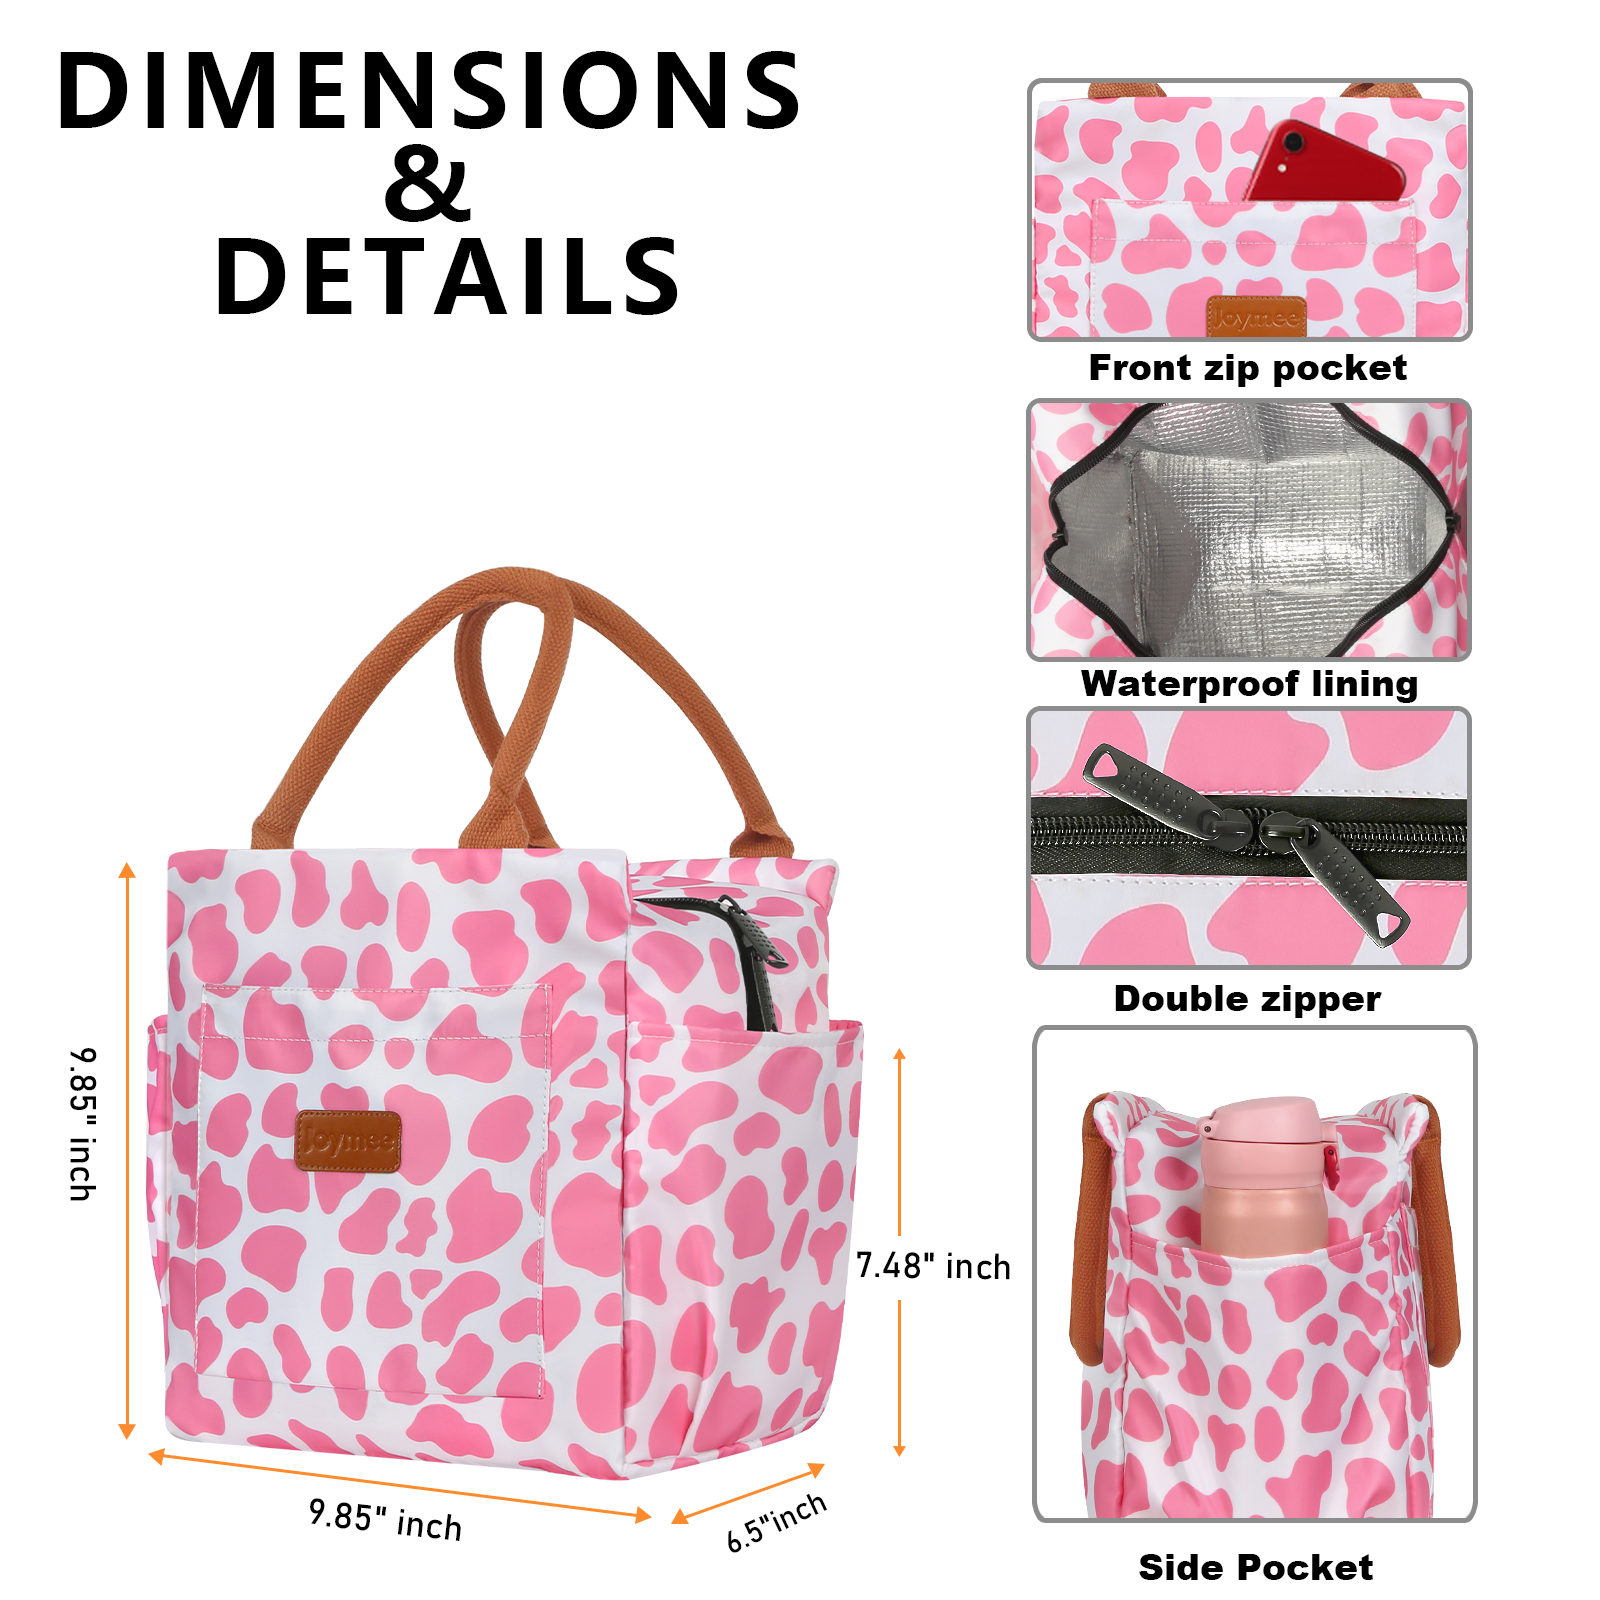 DIMENSIONS
&
DETAILS
Joymee
Front zip pocket
Waterproof lining
Double zipper
Side Pocket
Joymee
9.85" inch
7.48" inch
9.85" inch
6.5"inch